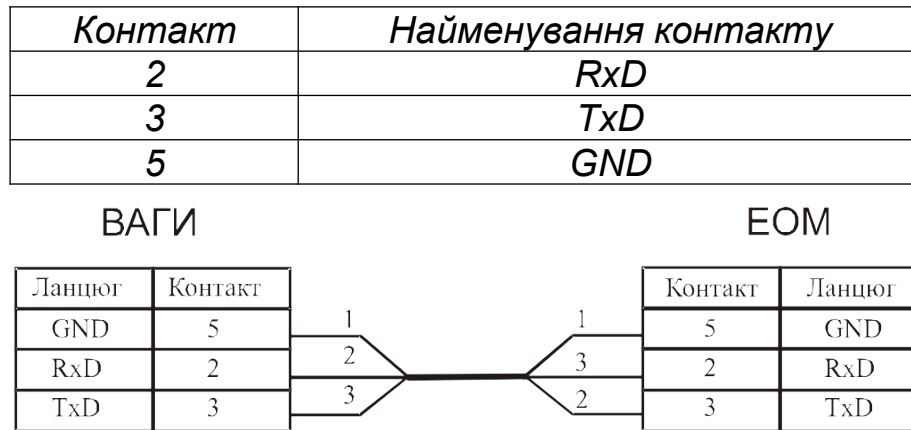 Контакт Найменування контакту
2 RxD
3 TxD
5 GND
ВАГИ ЕОМ
Ланцюг Контакт Контакт Ланцюг
GND 5 1 1 5 GND
RxD 2 2 3 2 RxD
TxD 3 3 2 3 TxD